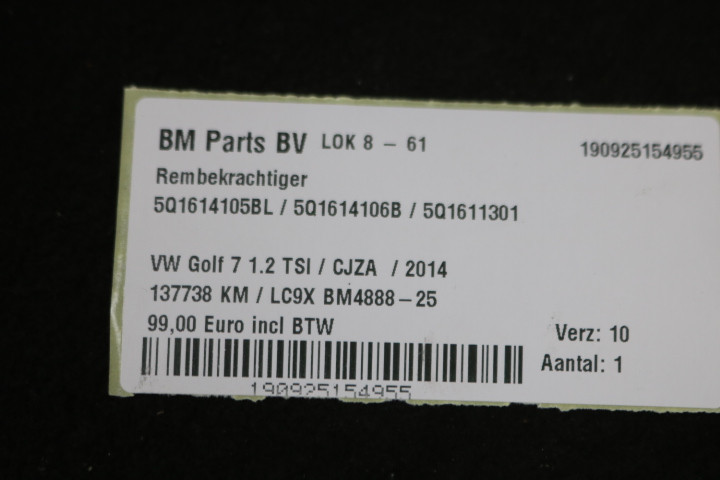 BM Parts BV LOK 8 - 61 190925154955
Rembekrachtiger
5Q1614105BL / 5Q1614106B / 5Q1611301
VW Golf 7 1.2 TSI / CJZA / 2014
137738 KM / LC9X BM4888-25
99,00 Euro incl BTW
Verz: 10
Aantal: 1
190925154955